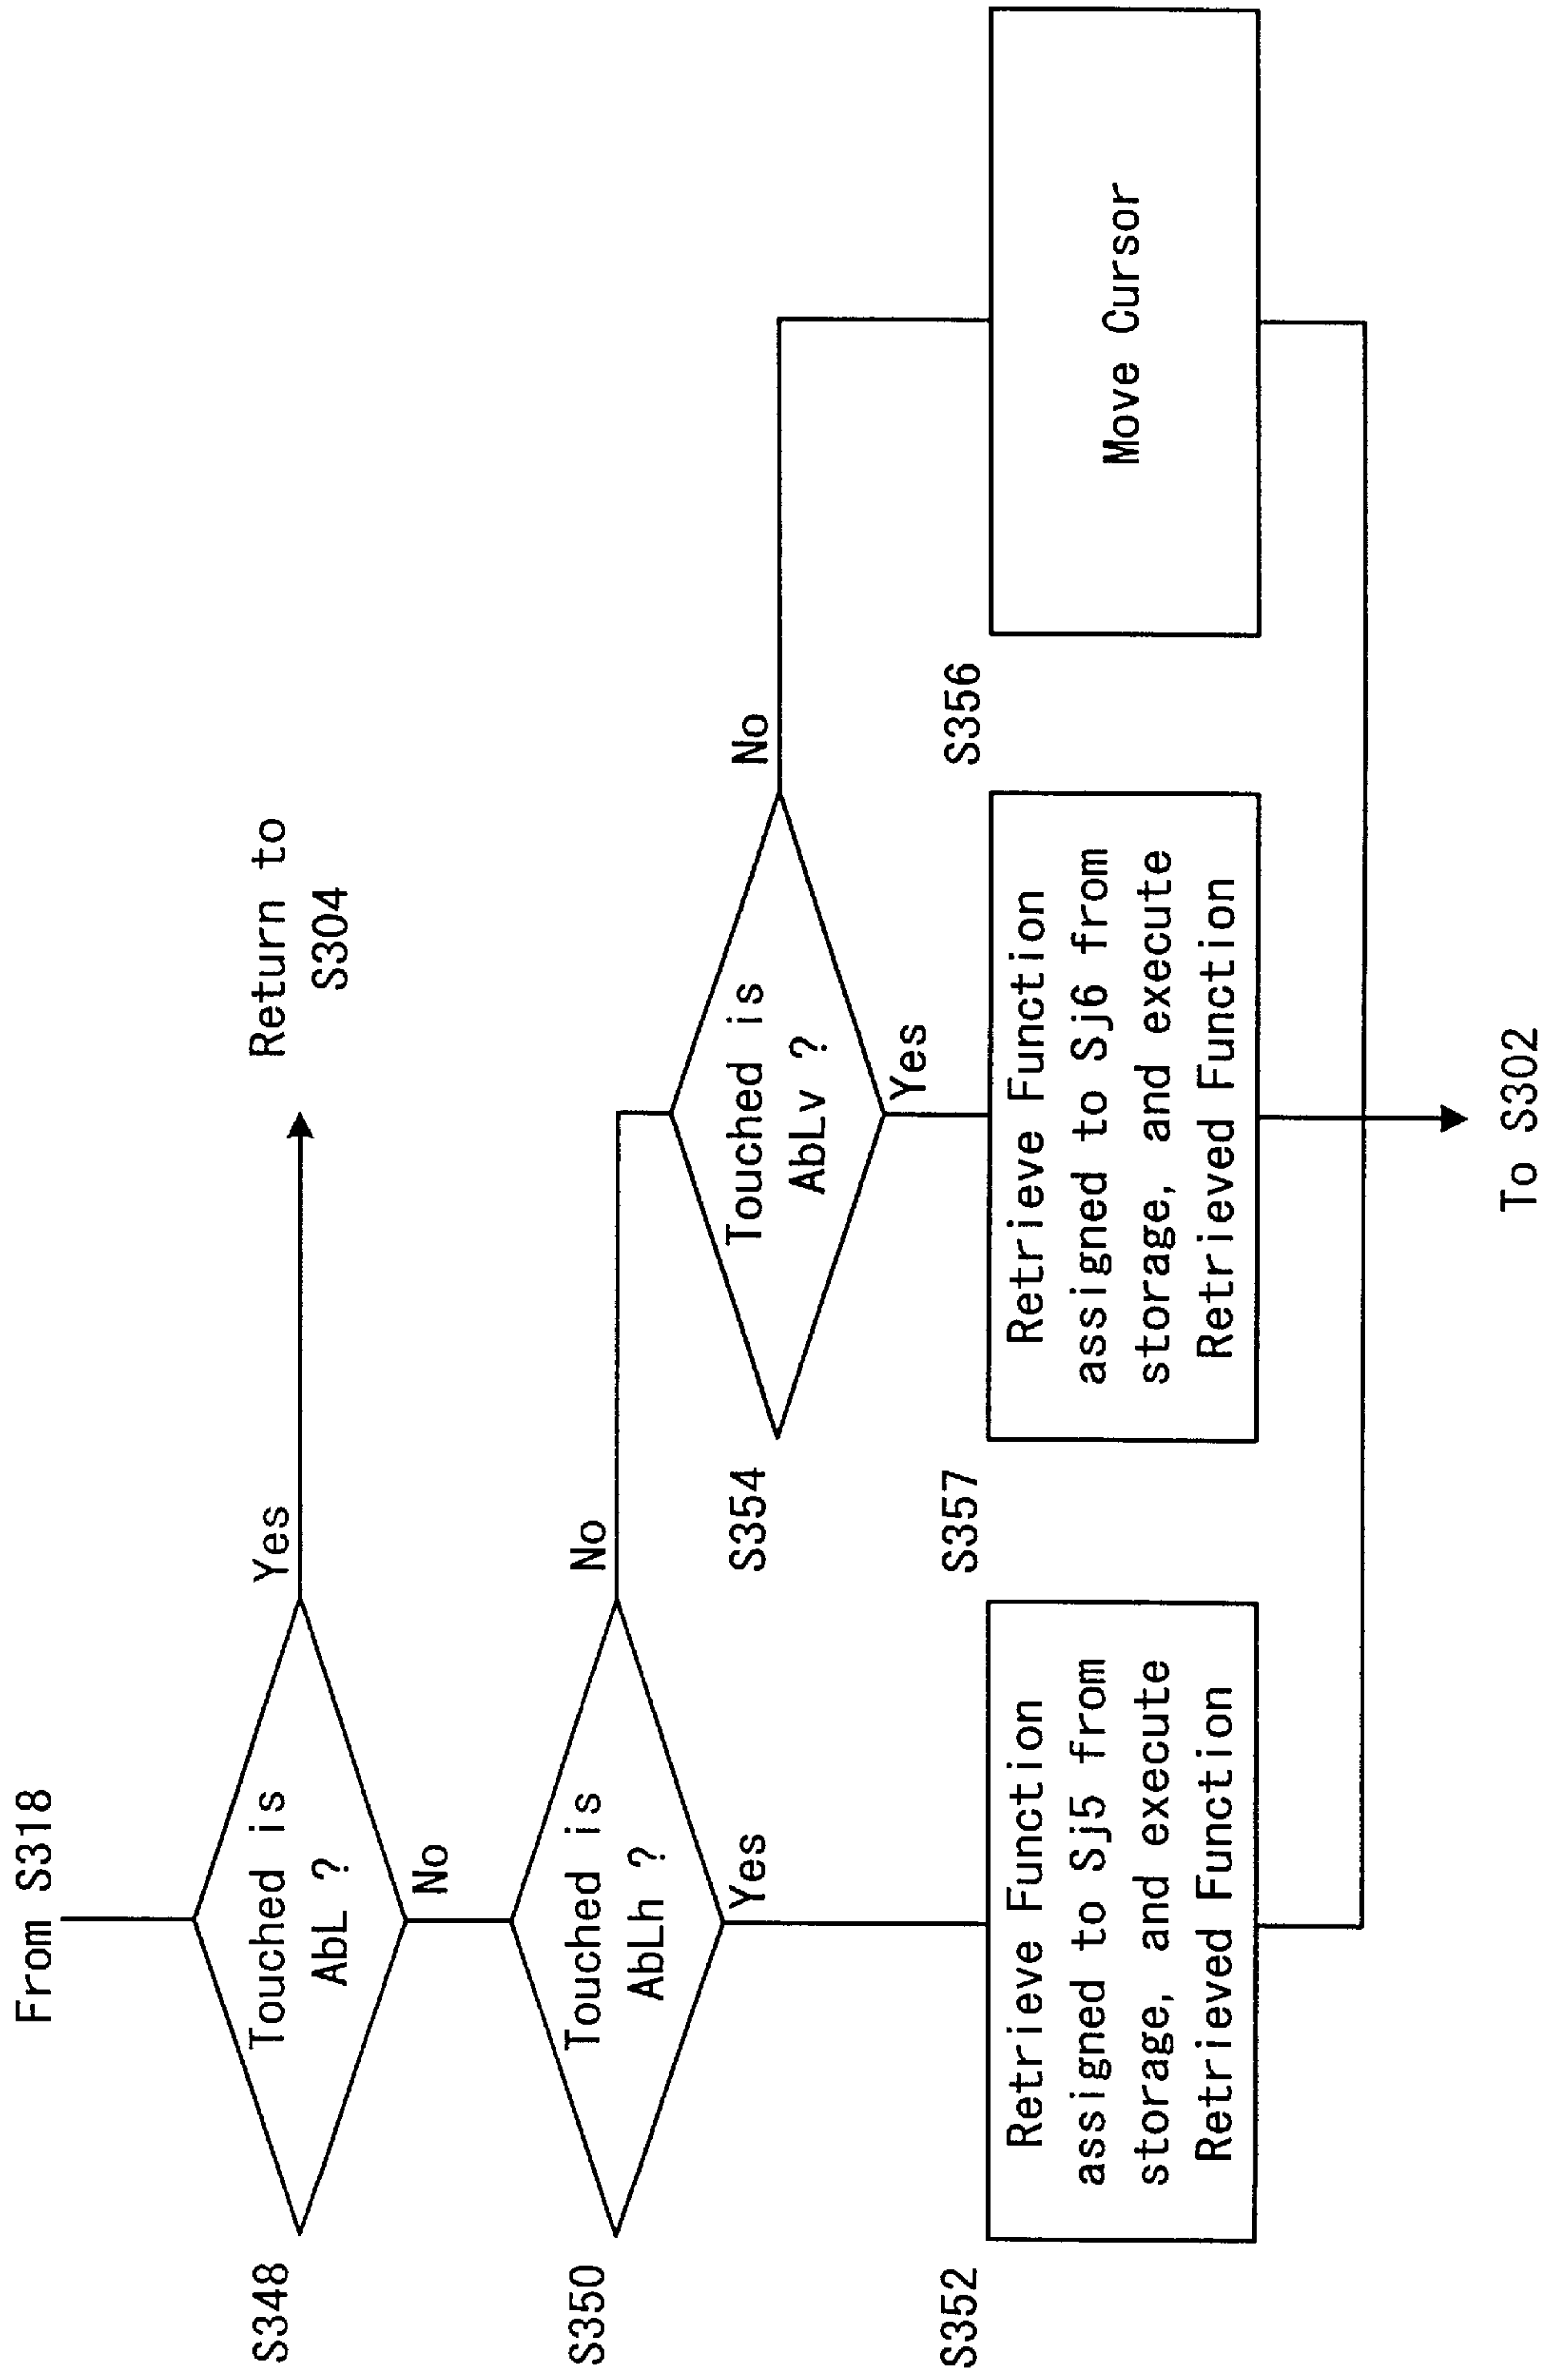 From S318
S348
Touched is
AbL ?
Yes
Return to
S304
No
S350
Touched is
AbLh ?
No
Yes
S354
Touched is
AbLv ?
No
Yes
S352
Retrieve Function
assigned to Sj5 from
storage, and execute
Retrieved Function
S357
Retrieve Function
assigned to Sj6 from
storage, and execute
Retrieved Function
S356
Move Cursor
To S302